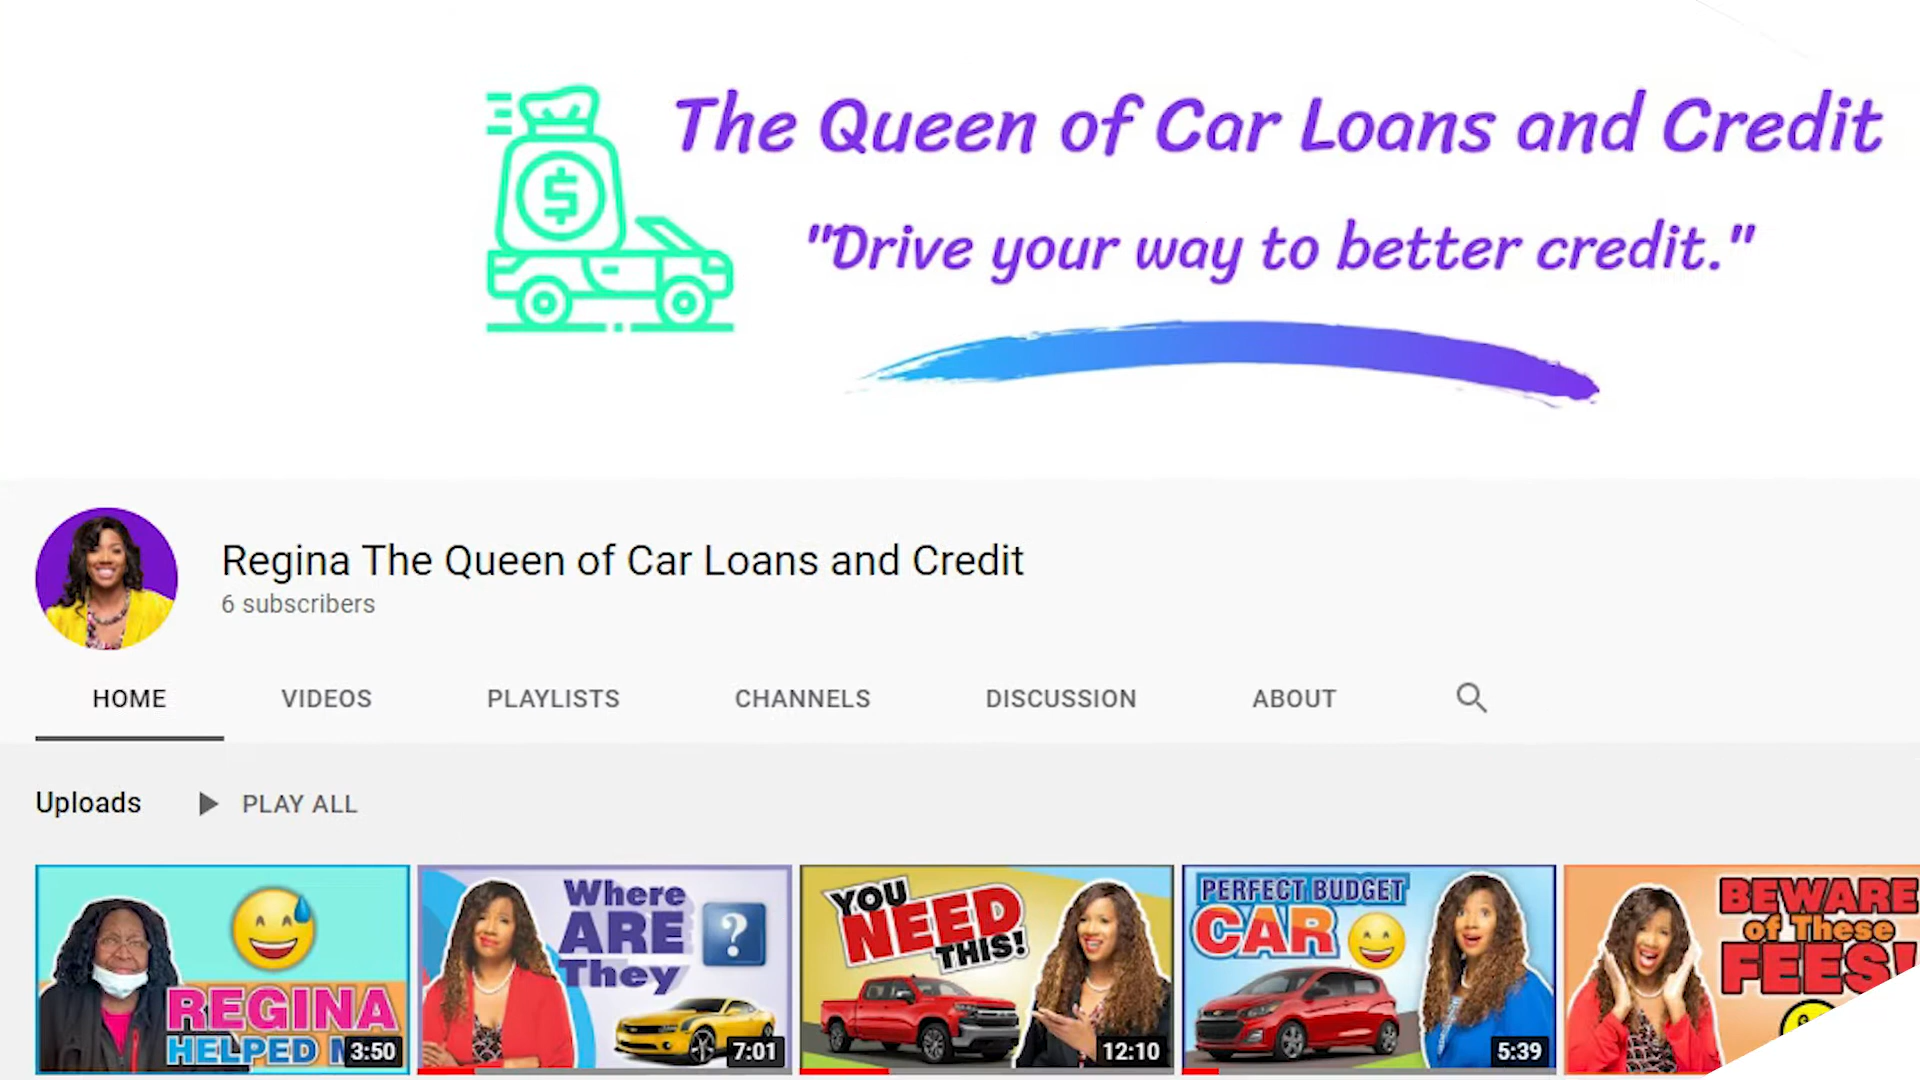 The Queen of Car Loans and Credit
"Drive your way to better credit."
$
Regina The Queen of Car Loans and Credit
6 subscribers
HOME VIDEOS PLAYLISTS CHANNELS DISCUSSION ABOUT
Uploads PLAY ALL
REGINA
HELPED
3:50
Where
ARE
They
?
7:01
YOU
NEED
THIS!
12:10
PERFECT BUDGET
CAR
5:39
BEWARE
of These
FEES!